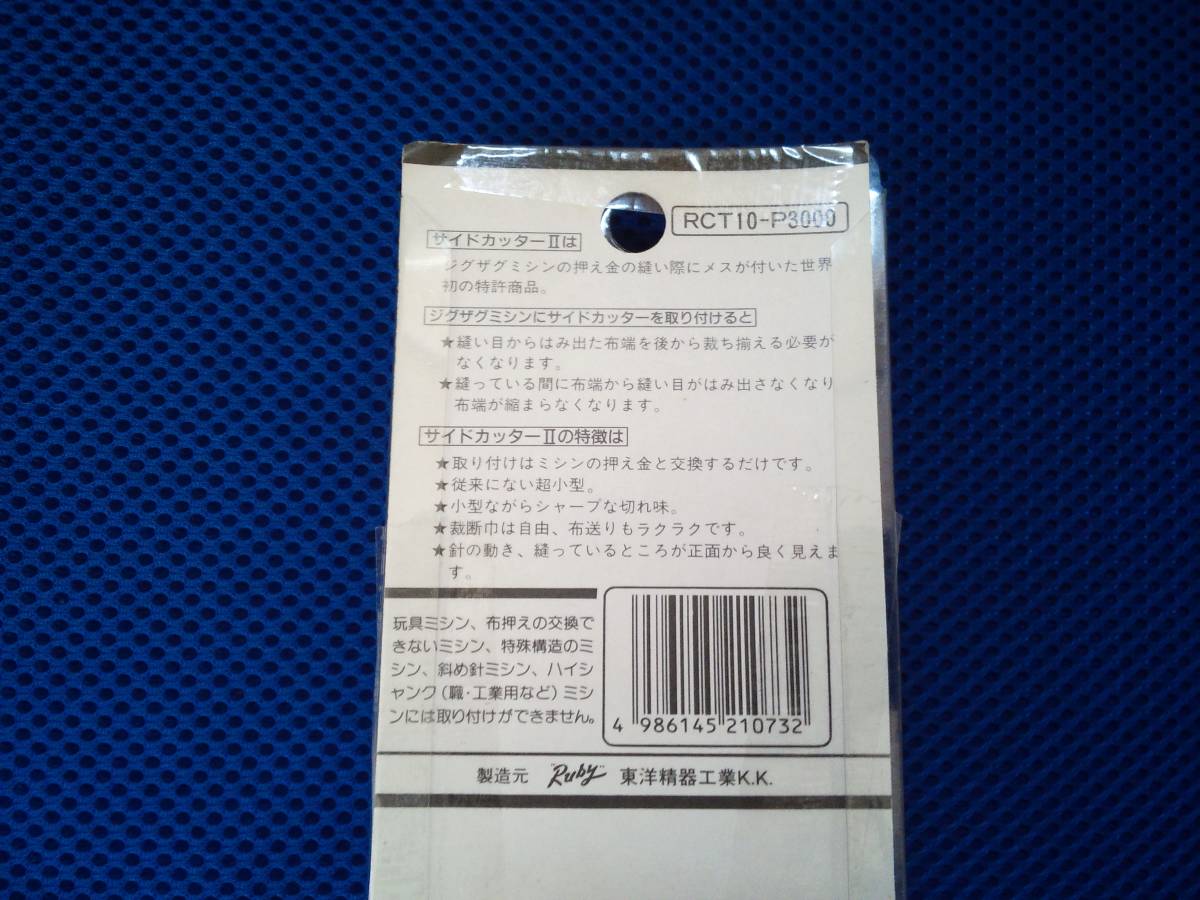 RCT10-P3000
サイドカッターⅡは
ジグザグミシンの押え金の縫い際にメスが付いた世界
初の特許商品。
ジグザグミシンにサイドカッターを取り付けると
★縫い目からはみ出た布端を後から裁ち揃える必要が
なくなります。
★縫っている間に布端から縫い目がはみ出さなくなり
布端が縮まらなくなります。
サイドカッターⅡの特徴は
★取り付けはミシンの押え金と交換するだけです。
★従来にない超小型。
★小型ながらシャープな切れ味。
★裁断巾は自由、布送りもラクラクです。
★針の動き、縫っているところが正面から良く見えま
す。
玩具ミシン、布押えの交換で
きないミシン、特殊構造のミ
シン、斜め針ミシン、ハイシ
ャンク(職・工業用など)ミシ
ンには取り付けができません。
4 986145 210732
製造元 "Ruby" 東洋精器工業K.K.